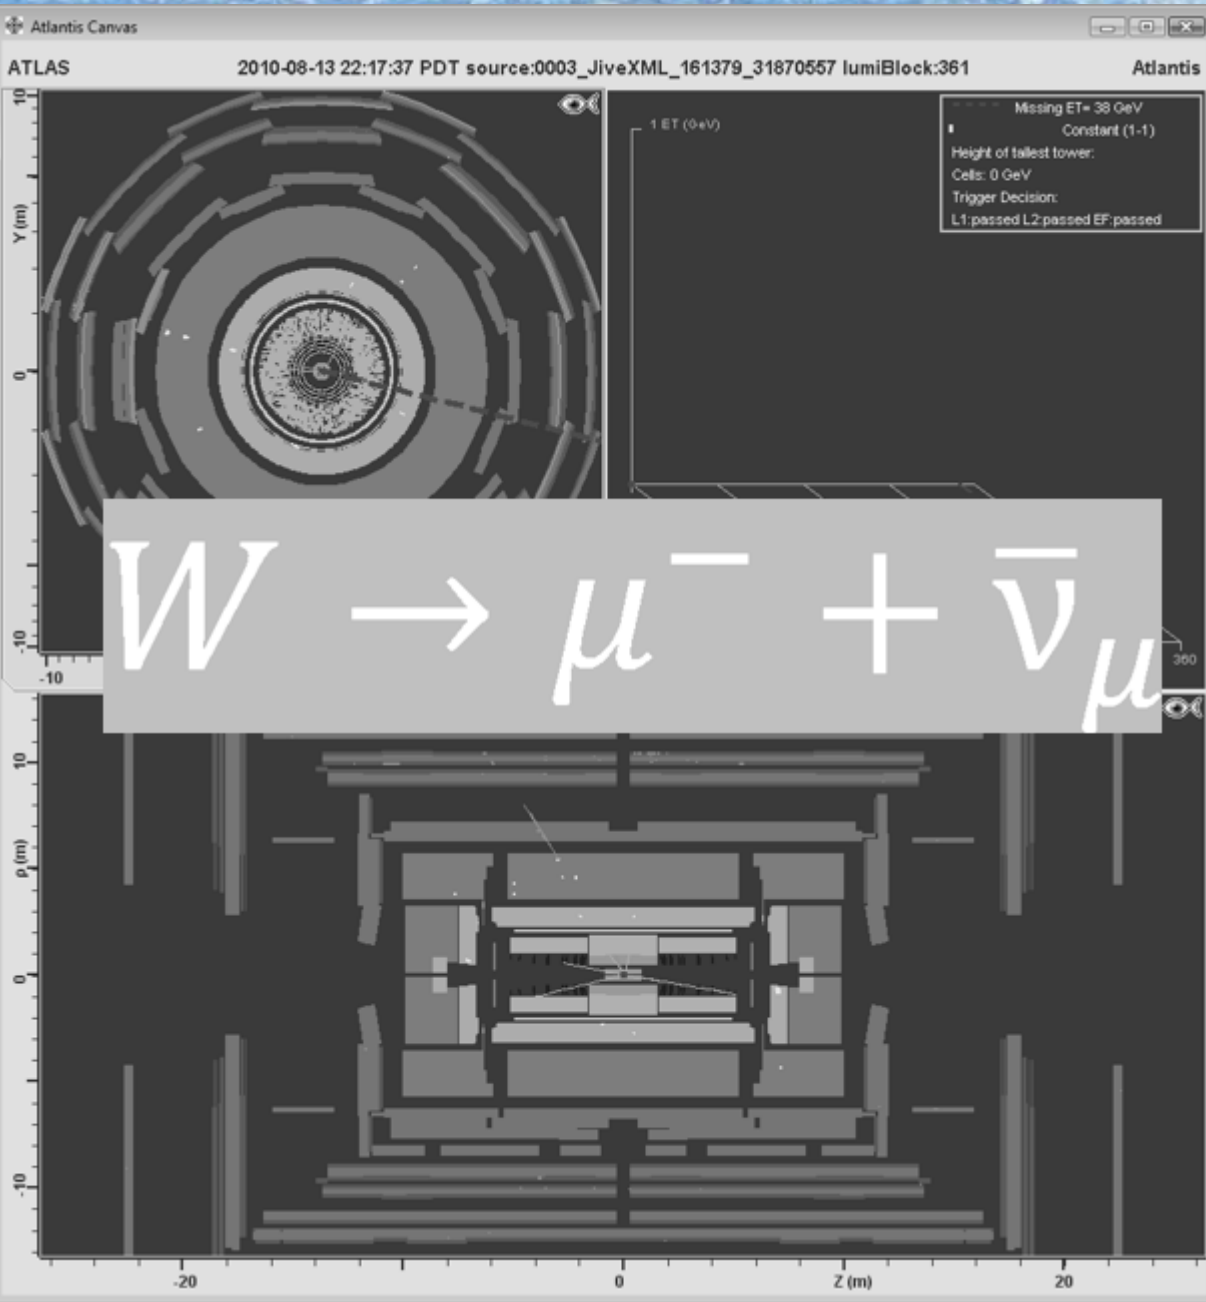 Atlantis Canvas
ATLAS 2010-08-13 22:17:37 PDT source:0003_JiveXML_161379_31870557 lumiBlock:361 Atlantis
10
Y (m)
0
-10
-10
1 ET (GeV)
Missing ET= 38 GeV
Constant (1-1)
Height of tallest tower:
Cells: 0 GeV
Trigger Decision:
L1:passed L2:passed EF:passed
W → μ⁻ + ν̅_μ
360
10
ρ (m)
0
-10
-20 0 Z (m) 20